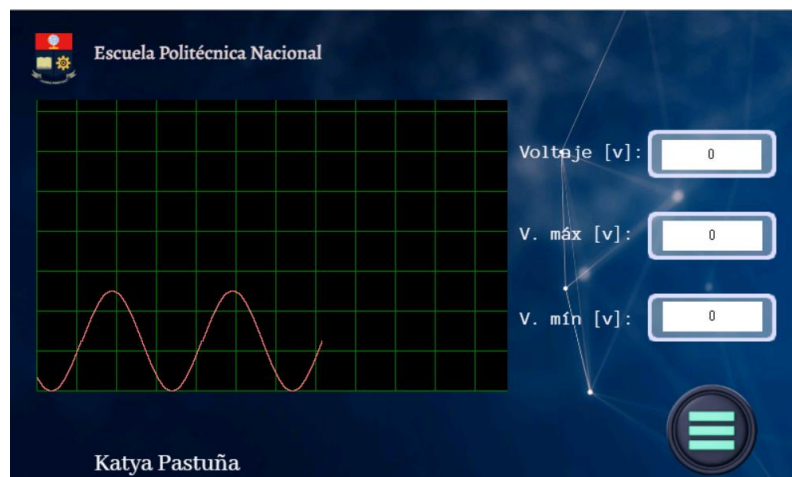 Escuela Politécnica Nacional
Voltaje [v]: 0
V. máx [v]: 0
V. mín [v]: 0
Katya Pastuña